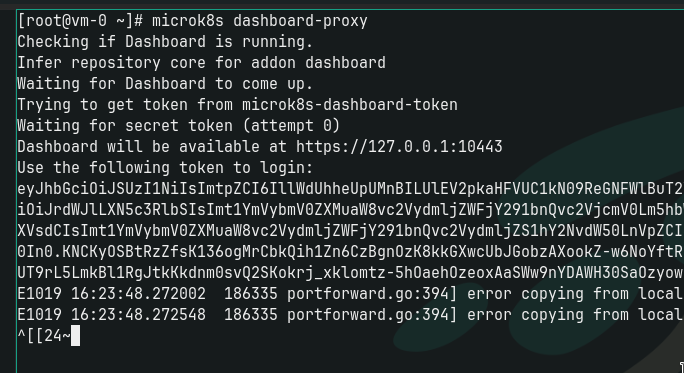 [root@vm-0 ~]# microk8s dashboard-proxy
Checking if Dashboard is running.
Infer repository core for addon dashboard
Waiting for Dashboard to come up.
Trying to get token from microk8s-dashboard-token
Waiting for secret token (attempt 0)
Dashboard will be available at https://127.0.0.1:10443
Use the following token to login:
eyJhbGciOiJSUzI1NiIsImtpZCI6IllWdUhheUpUMnBILUlEV2pkaHFVUC1kN09ReGNFWlBuT2
iOiJrdWJlLXN5c3RlbSIsImt1YmVybmV0ZXMuaW8vc2VydmljZWFjY291bnQvc2VjcmV0Lm5hb
XVsdCIsImt1YmVybmV0ZXMuaW8vc2VydmljZWFjY291bnQvc2VydmljZS1hY2NvdW50LnVpZCI
0In0.KNCKyOSBtRzZfsK136ogMrCbkQih1Zn6CzBgnOzK8kkGXwcUbJGobzAXookZ-w6NoYftR
UT9rL5LmkBl1RgJtkKkdnm0svQ2SKokrj_xklomtz-5hOaehOzeoxAaSWw9nYDAWH30SaOzyow
E1019 16:23:48.272002 186335 portforward.go:394] error copying from local
E1019 16:23:48.272548 186335 portforward.go:394] error copying from local
^[[24~